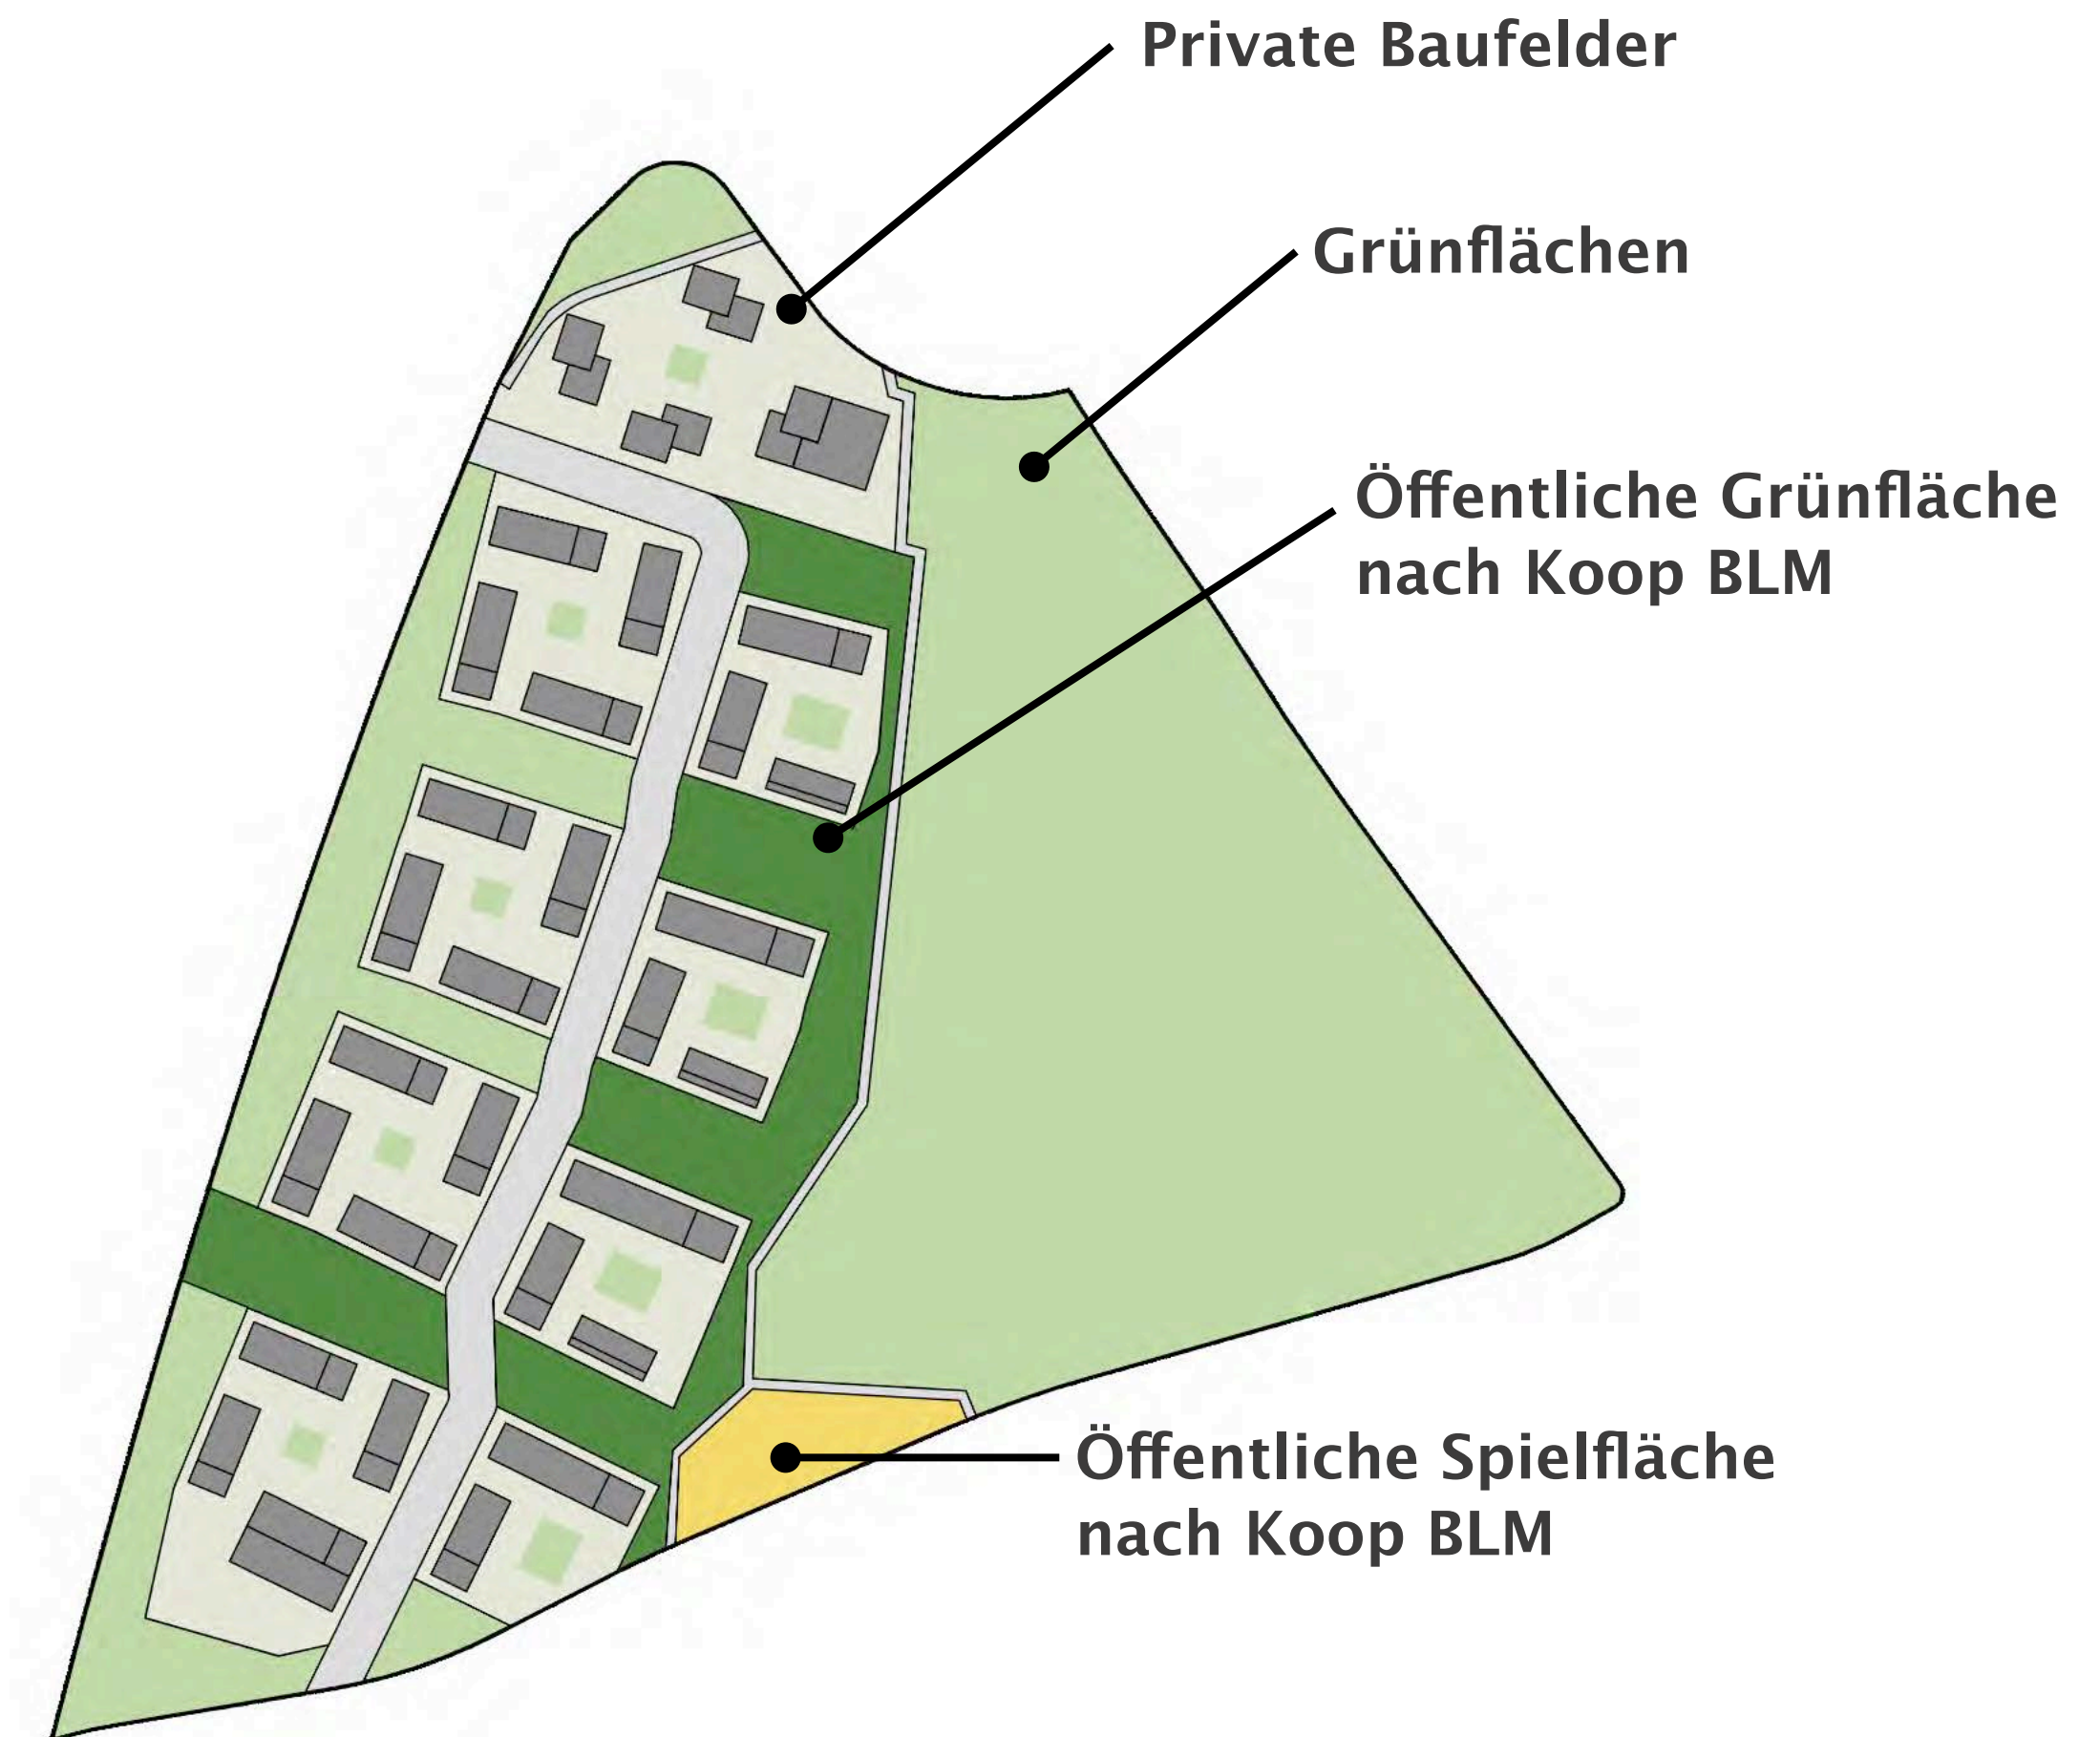 Private Baufelder
Grünflächen
Öffentliche Grünfläche
nach Koop BLM
Öffentliche Spielfläche
nach Koop BLM